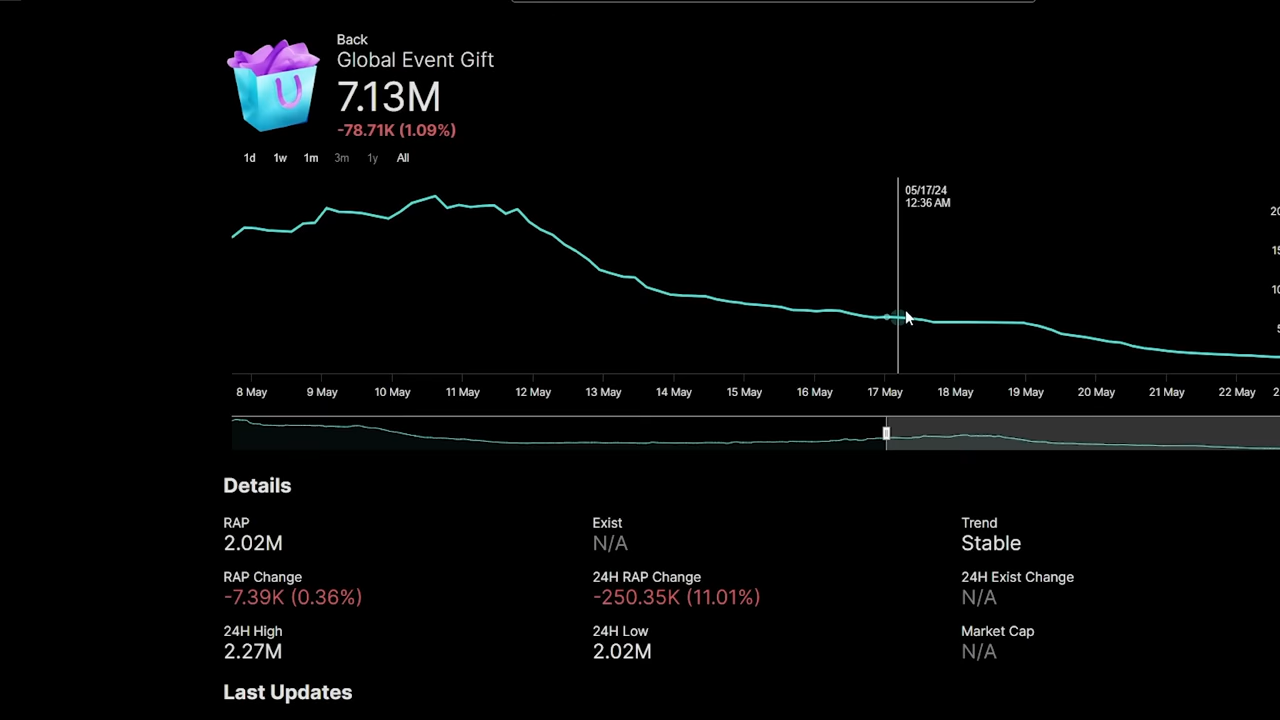 Back
Global Event Gift
7.13M
-78.71K (1.09%)
1d 1w 1m 3m 1y All
05/17/24
12:36 AM
8 May 9 May 10 May 11 May 12 May 13 May 14 May 15 May 16 May 17 May 18 May 19 May 20 May 21 May 22 May
Details
RAP Exist Trend
2.02M N/A Stable
RAP Change 24H RAP Change 24H Exist Change
-7.39K (0.36%) -250.35K (11.01%) N/A
24H High 24H Low Market Cap
2.27M 2.02M N/A
Last Updates